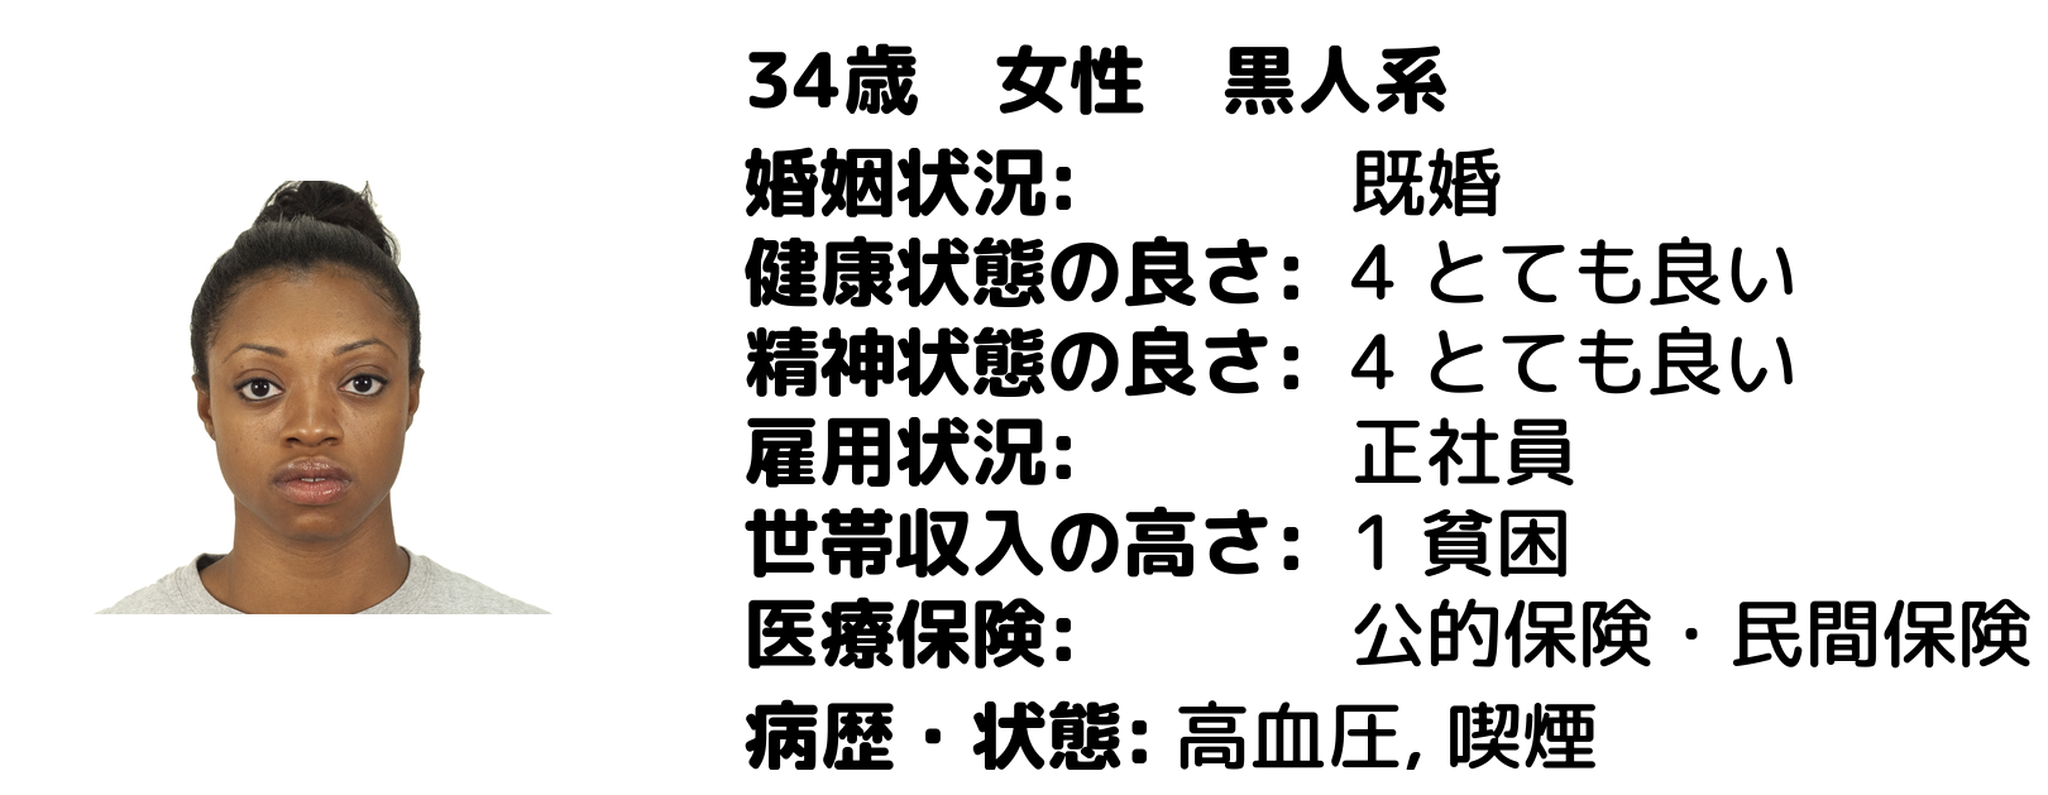 34歳　女性　黒人系
婚姻状況: 既婚
健康状態の良さ: 4 とても良い
精神状態の良さ: 4 とても良い
雇用状況: 正社員
世帯収入の高さ: 1 貧困
医療保険: 公的保険・民間保険
病歴・状態: 高血圧, 喫煙